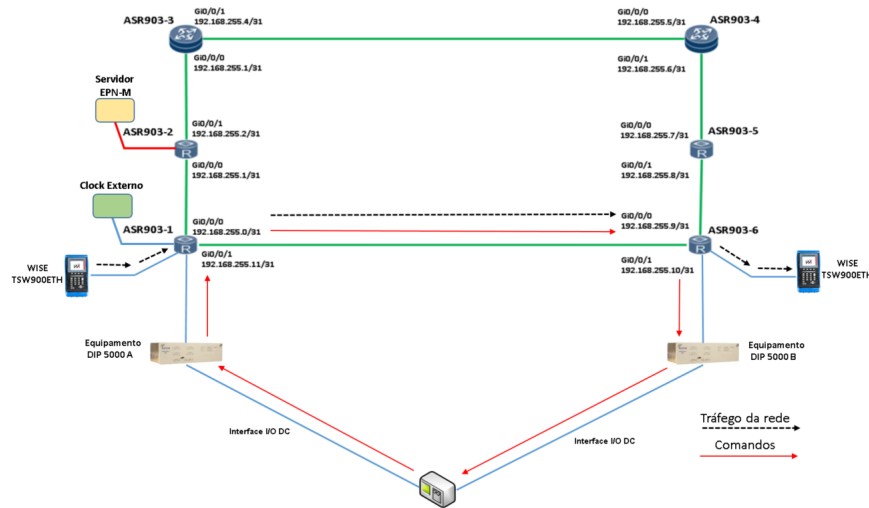 ASR903-3
Gi0/0/1
192.168.255.4/31
Gi0/0/0
192.168.255.5/31
ASR903-4
Gi0/0/0
192.168.255.1/31
Gi0/0/1
192.168.255.6/31
Servidor
EPN-M
ASR903-2
Gi0/0/1
192.168.255.2/31
Gi0/0/0
192.168.255.7/31
ASR903-5
R
R
Gi0/0/0
192.168.255.1/31
Gi0/0/1
192.168.255.8/31
Clock Externo
ASR903-1
Gi0/0/0
192.168.255.0/31
Gi0/0/0
192.168.255.9/31
ASR903-6
R
R
Gi0/0/1
192.168.255.11/31
Gi0/0/1
192.168.255.10/31
WISE
TSW900ETH
WISE
TSW900ETH
Equipamento
DIP 5000 A
Equipamento
DIP 5000 B
Interface I/O DC
Interface I/O DC
Tráfego da rede
Comandos